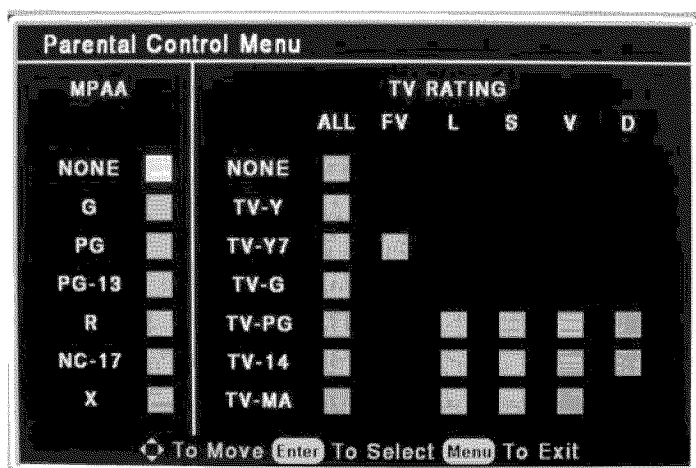 Parental Control Menu
MPAA TV RATING
ALL FV L S V D
NONE NONE
G TV-Y
PG TV-Y7
PG-13 TV-G
R TV-PG
NC-17 TV-14
X TV-MA
To Move Enter To Select Menu To Exit